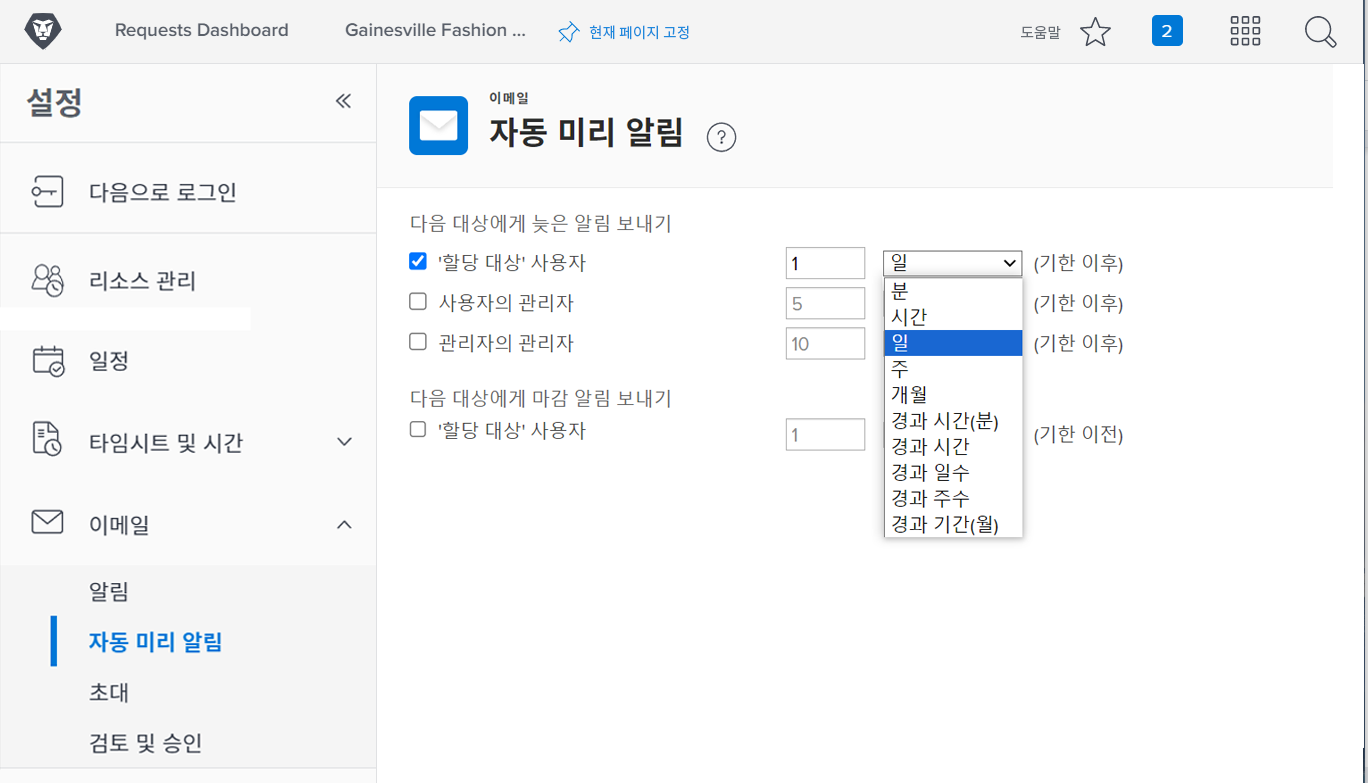 Requests Dashboard
Gainesville Fashion ...
현재 페이지 고정
도움말
2
설정
다음으로 로그인
리소스 관리
일정
타임시트 및 시간
이메일
알림
자동 미리 알림
초대
검토 및 승인
이메일
자동 미리 알림
?
다음 대상에게 늦은 알림 보내기
'할당 대상' 사용자 1 일 (기한 이후)
사용자의 관리자 5 (기한 이후)
관리자의 관리자 10 (기한 이후)
분
시간
일
주
개월
경과 시간(분)
경과 시간
경과 일수
경과 주수
경과 기간(월)
다음 대상에게 마감 알림 보내기
'할당 대상' 사용자 1 (기한 이전)